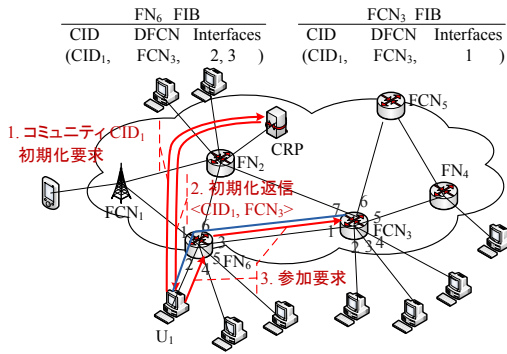 FN6 FIB
CID DFCN Interfaces
(CID1, FCN3, 2, 3 )
FCN3 FIB
CID DFCN Interfaces
(CID1, FCN3, 1 )
1. コミュニティCID1
初期化要求
CRP
FCN5
FN2
FN4
FCN1
2. 初期化返信
<CID1, FCN3>
7 6
5
1 FCN3
2 3 4
1 6
3
2 5 FN6
4
3. 参加要求
U1